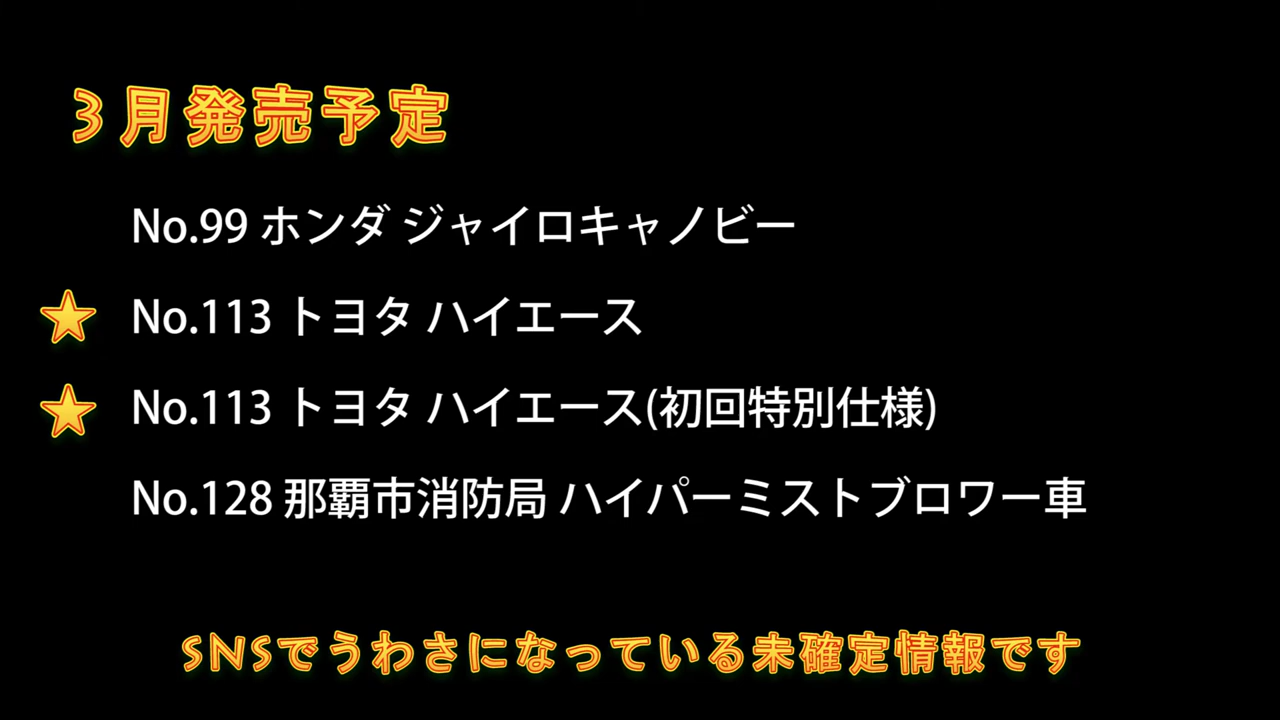 3月発売予定
No.99 ホンダ ジャイロキャノピー
No.113 トヨタ ハイエース
No.113 トヨタ ハイエース(初回特別仕様)
No.128 那覇市消防局 ハイパーミストブロワー車
SNSでうわさになっている未確定情報です